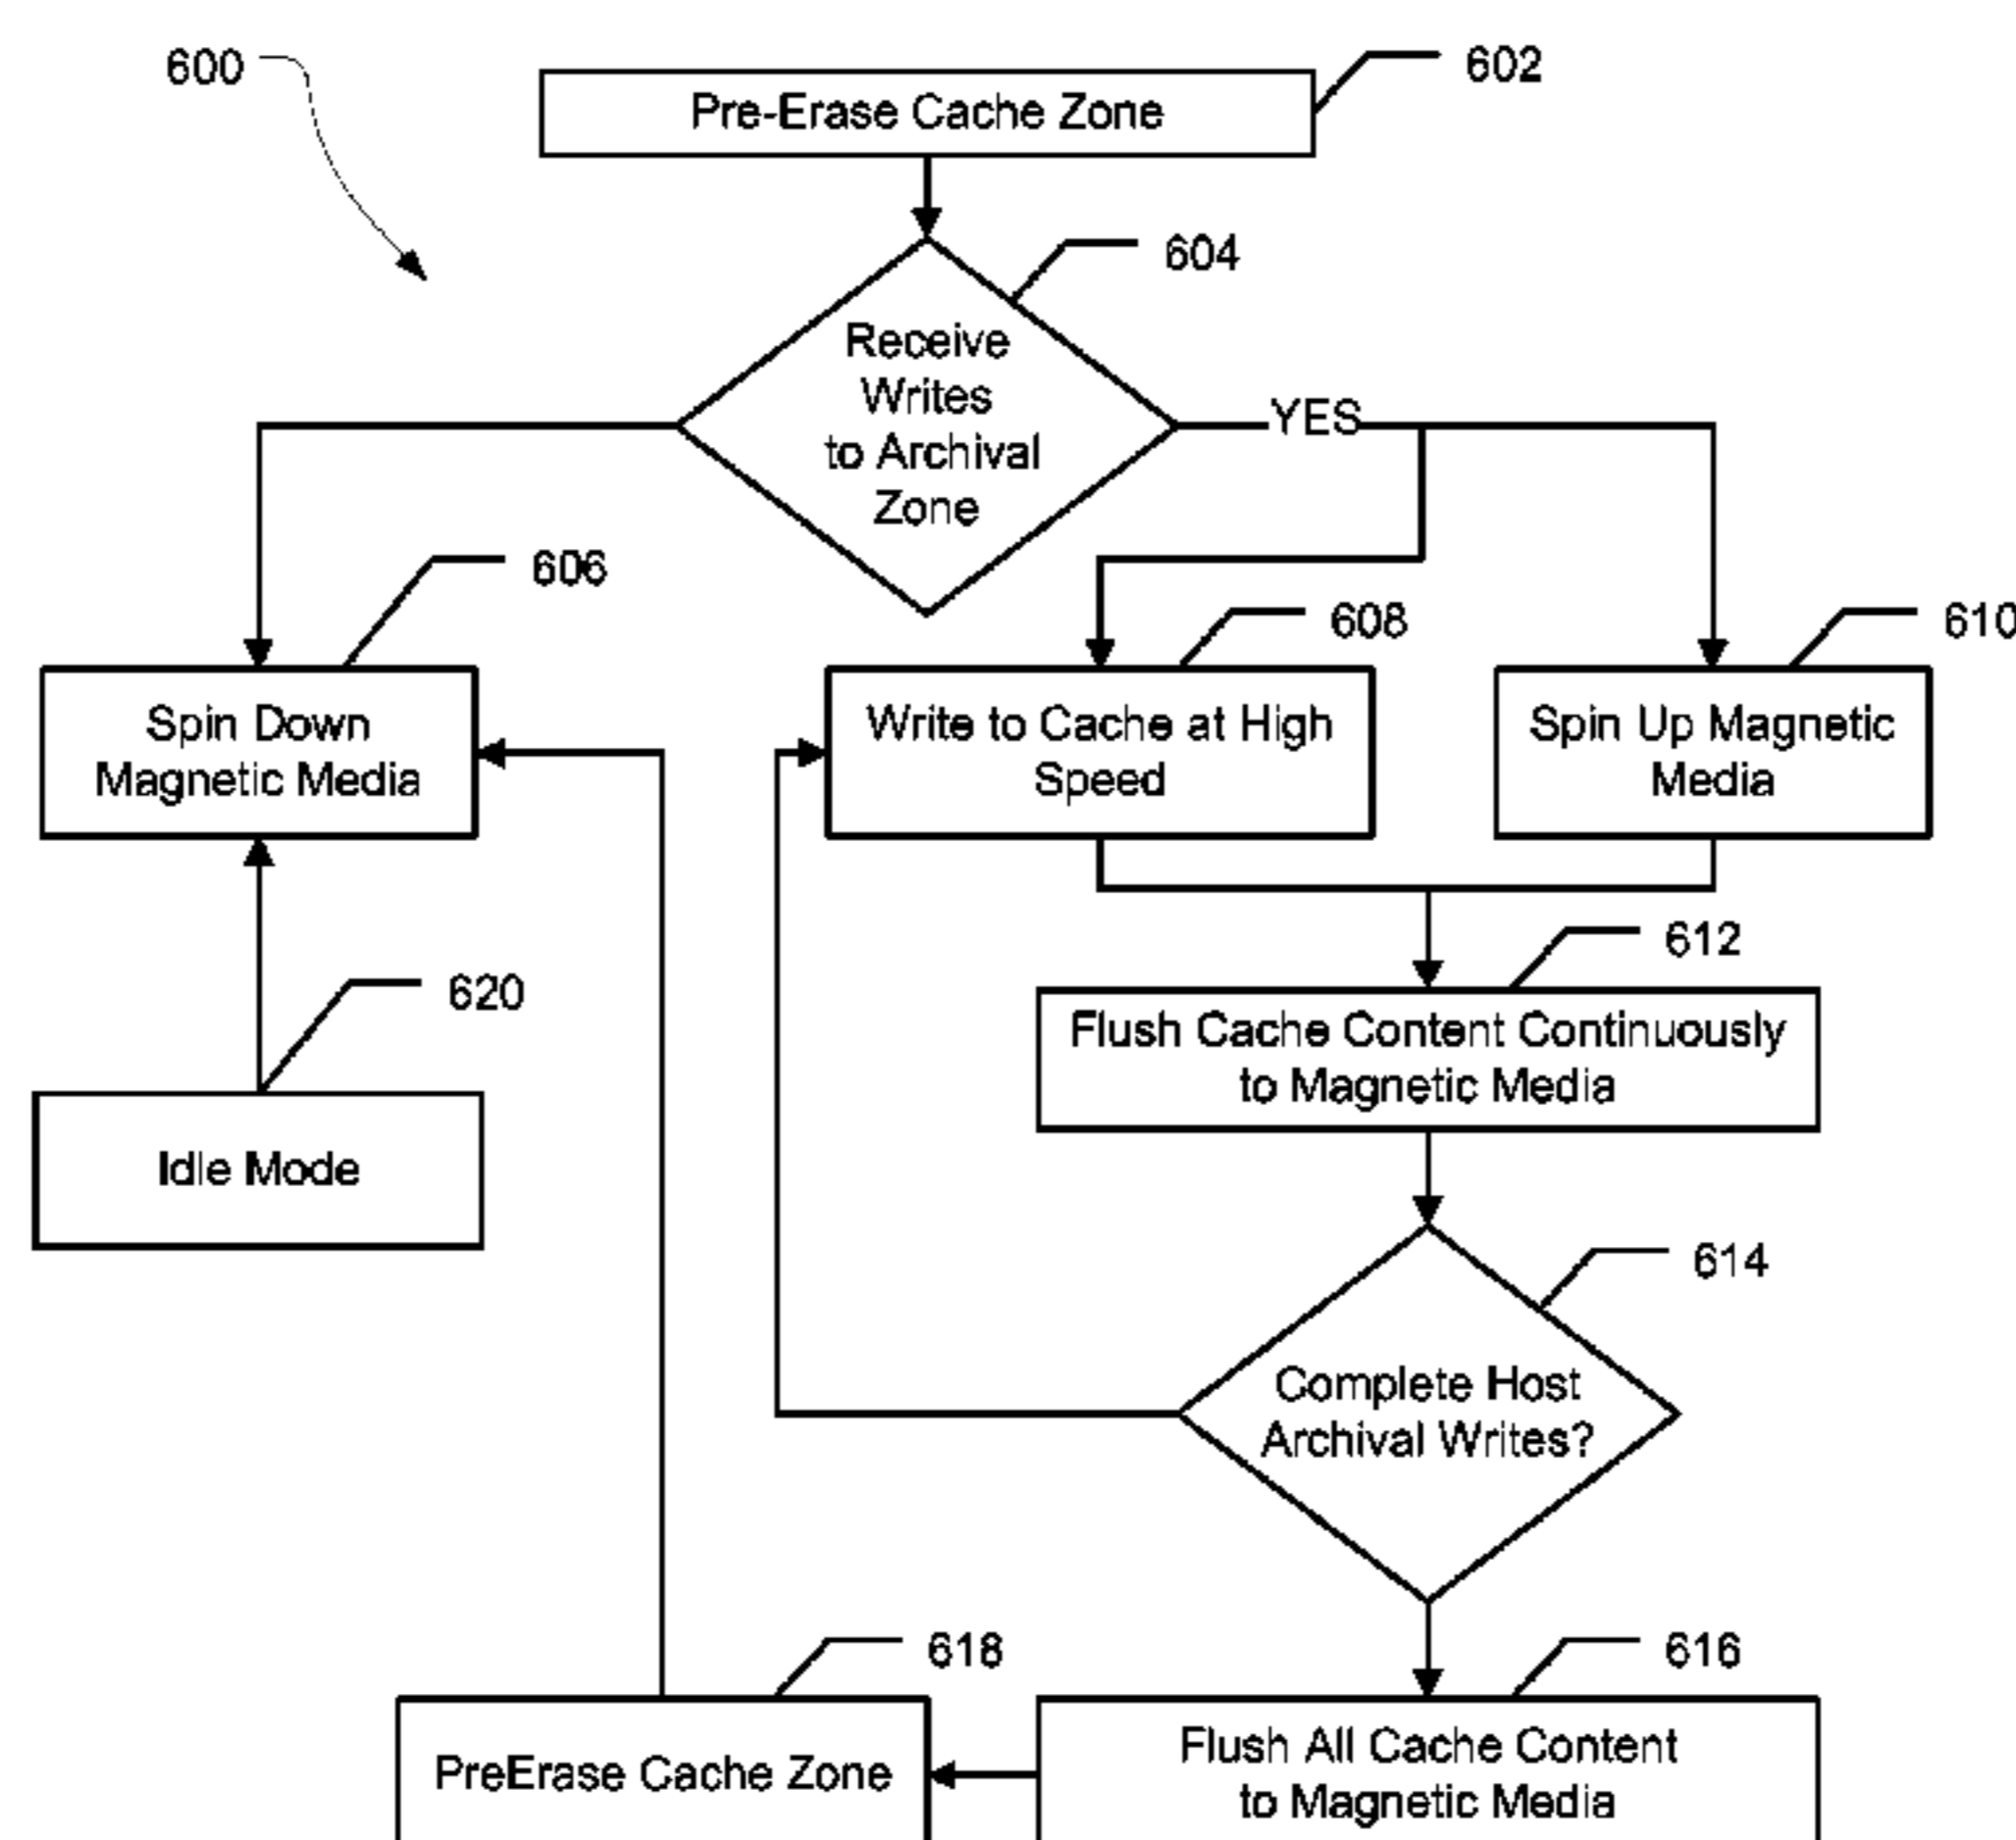 600
602
Pre-Erase Cache Zone
604
Receive
Writes
to Archival
Zone
YES
606
608
610
Spin Down
Magnetic Media
Write to Cache at High
Speed
Spin Up Magnetic
Media
612
620
Flush Cache Content Continuously
to Magnetic Media
Idle Mode
614
Complete Host
Archival Writes?
618
616
PreErase Cache Zone
Flush All Cache Content
to Magnetic Media